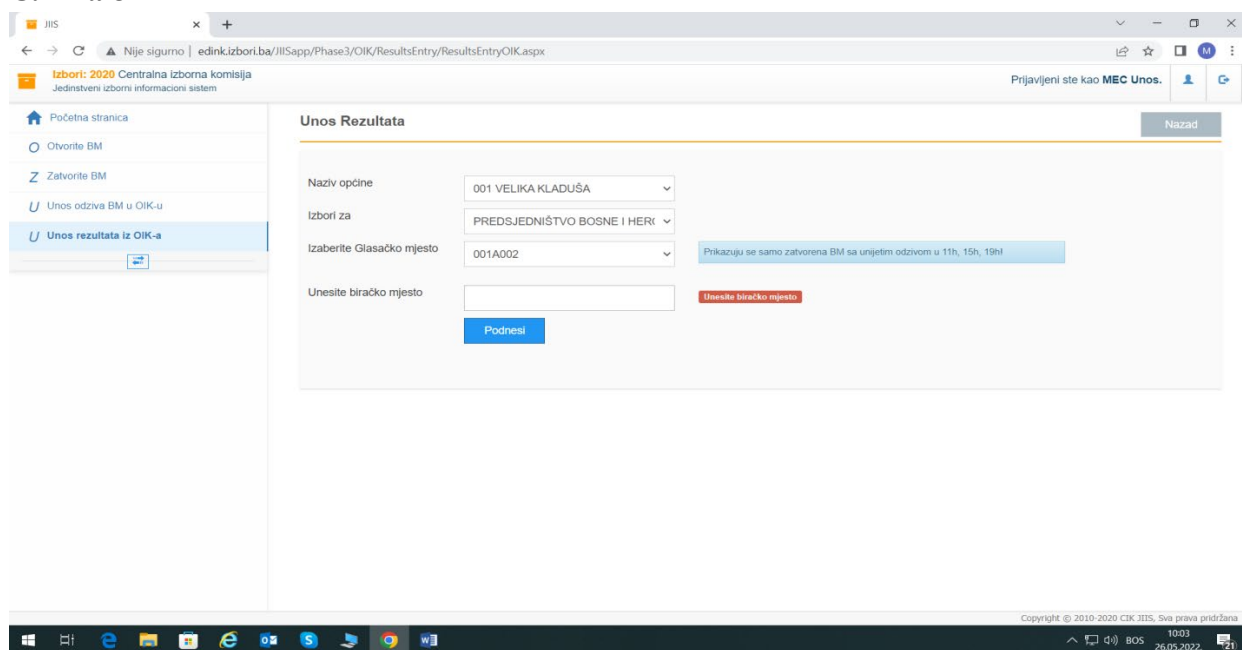 JIIS
Nije sigurno | edink.izbori.ba/JIISapp/Phase3/OIK/ResultsEntry/ResultsEntryOIK.aspx
M
Izbori: 2020 Centralna izborna komisija
Jedinstveni izborni informacioni sistem
Prijavljeni ste kao MEC Unos.
Početna stranica
O Otvorite BM
Z Zatvorite BM
U Unos odziva BM u OIK-u
U Unos rezultata iz OIK-a
Unos Rezultata
Nazad
Naziv općine
001 VELIKA KLADUŠA
Izbori za
PREDSJEDNIŠTVO BOSNE I HER
Izaberite Glasačko mjesto
001A002
Prikazuju se samo zatvorena BM sa unijetim odzivom u 11h, 15h, 19h!
Unesite biračko mjesto
Unesite biračko mjesto
Podnesi
Copyright © 2010-2020 CIK JIIS, Sva prava pridržana
BOS
10:03
26.05.2022.
21